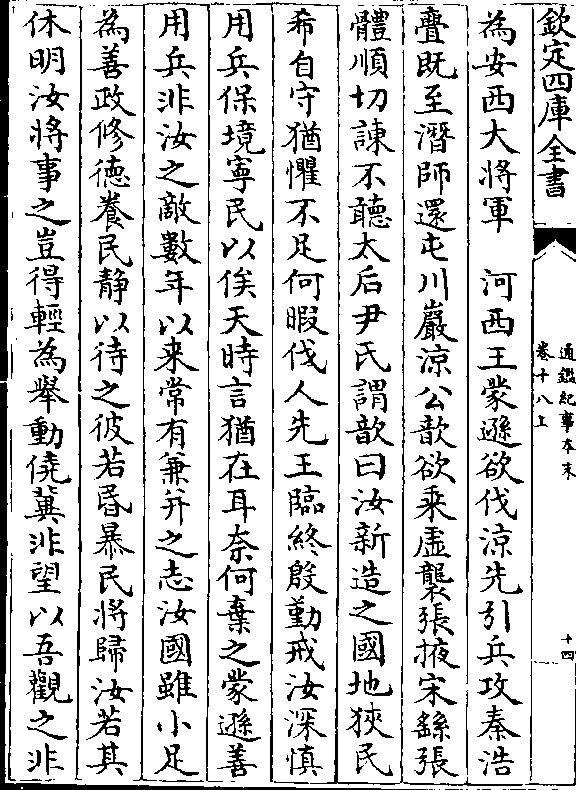 欽定四庫全書
通鑑紀事本末
卷十八上
十四
為安西大將軍　河西王蒙遜欲伐涼先引兵攻秦浩
亹既至潛師還屯川巖涼公歆欲乘虛襲張掖宋繇張
體順切諫不聽太后尹氏謂歆曰汝新造之國地狹民
希自守猶懼不足何暇伐人先王臨終殷勤戒汝深慎
用兵保境寧民以俟天時言猶在耳奈何棄之蒙遜善
用兵非汝之敵數年以来常有兼并之志汝國雖小足
為善政修德養民靜以待之彼若昏暴民將歸汝若其
休明汝將事之豈得輕為舉動僥冀非望以吾觀之非